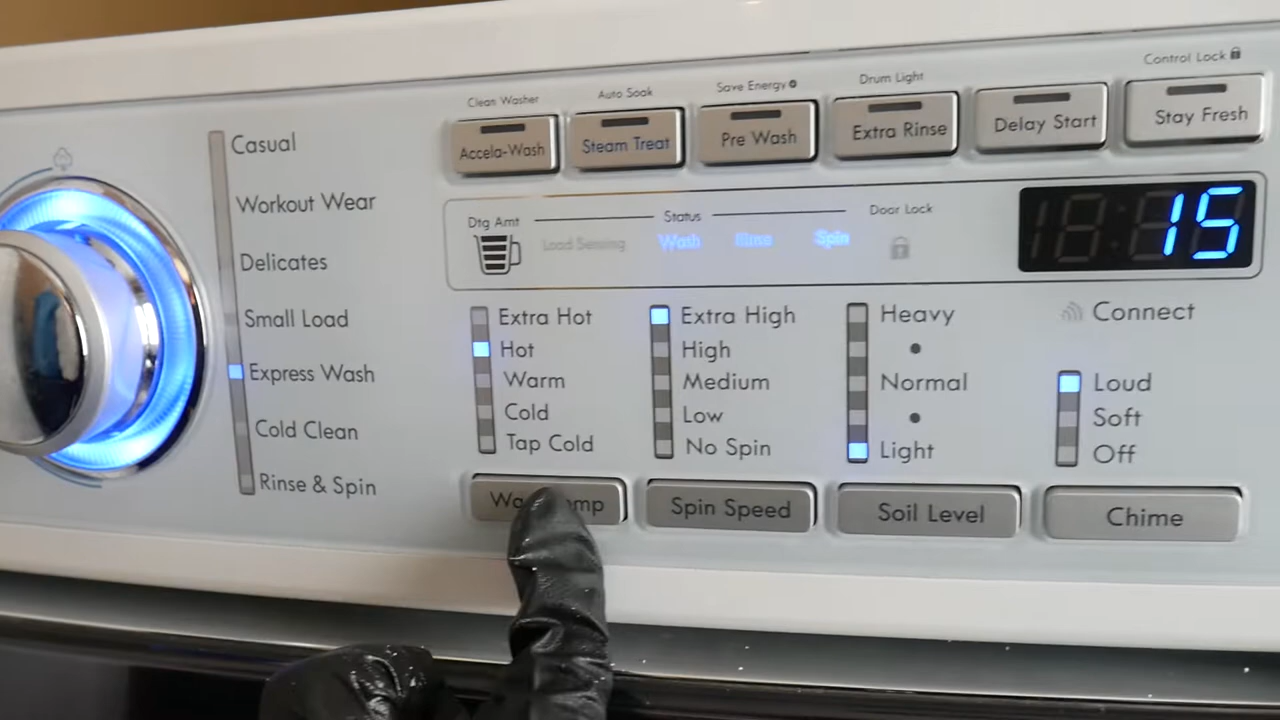 Control Lock
Clean Washer
Auto Soak
Save Energy
Drum Light
Accela-Wash
Steam Treat
Pre Wash
Extra Rinse
Delay Start
Stay Fresh
Casual
Workout Wear
Delicates
Small Load
Express Wash
Cold Clean
Rinse & Spin
Dtg Amt
Status
Door Lock
Load Sensing
Wash
Rinse
Spin
15
Extra Hot
Hot
Warm
Cold
Tap Cold
Extra High
High
Medium
Low
No Spin
Heavy
Normal
Light
Connect
Loud
Soft
Off
Spin Speed
Soil Level
Chime